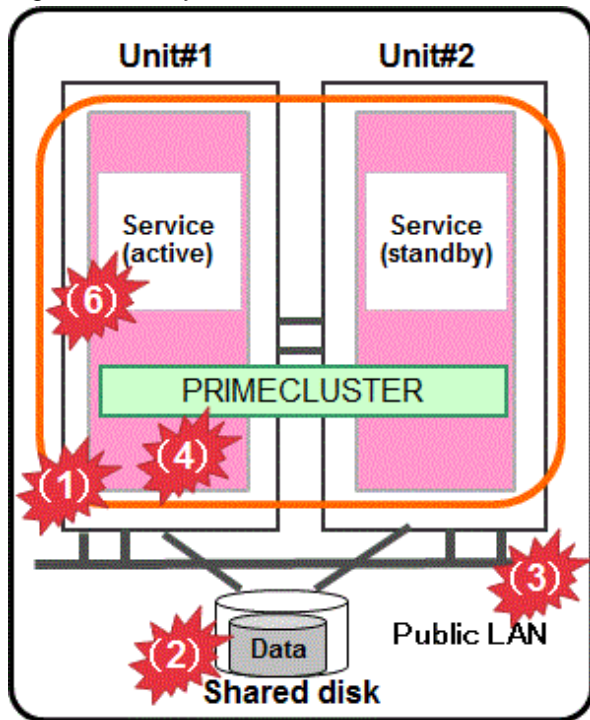 Unit#1
Unit#2
Service
(active)
Service
(standby)
(6)
PRIMECLUSTER
(4)
(1)
(3)
Public LAN
(2)
Data
Shared disk